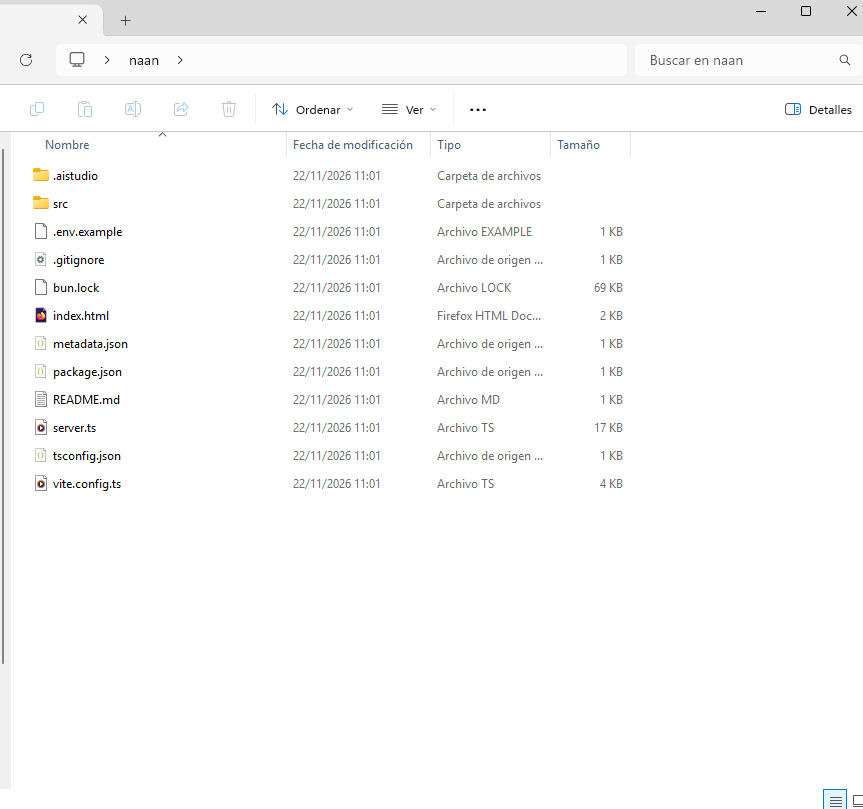 naan
Buscar en naan
Ordenar
Ver
Detalles
Nombre Fecha de modificación Tipo Tamaño
.aistudio 22/11/2026 11:01 Carpeta de archivos
src 22/11/2026 11:01 Carpeta de archivos
.env.example 22/11/2026 11:01 Archivo EXAMPLE 1 KB
.gitignore 22/11/2026 11:01 Archivo de origen ... 1 KB
bun.lock 22/11/2026 11:01 Archivo LOCK 69 KB
index.html 22/11/2026 11:01 Firefox HTML Doc... 2 KB
metadata.json 22/11/2026 11:01 Archivo de origen ... 1 KB
package.json 22/11/2026 11:01 Archivo de origen ... 1 KB
README.md 22/11/2026 11:01 Archivo MD 1 KB
server.ts 22/11/2026 11:01 Archivo TS 17 KB
tsconfig.json 22/11/2026 11:01 Archivo de origen ... 1 KB
vite.config.ts 22/11/2026 11:01 Archivo TS 4 KB